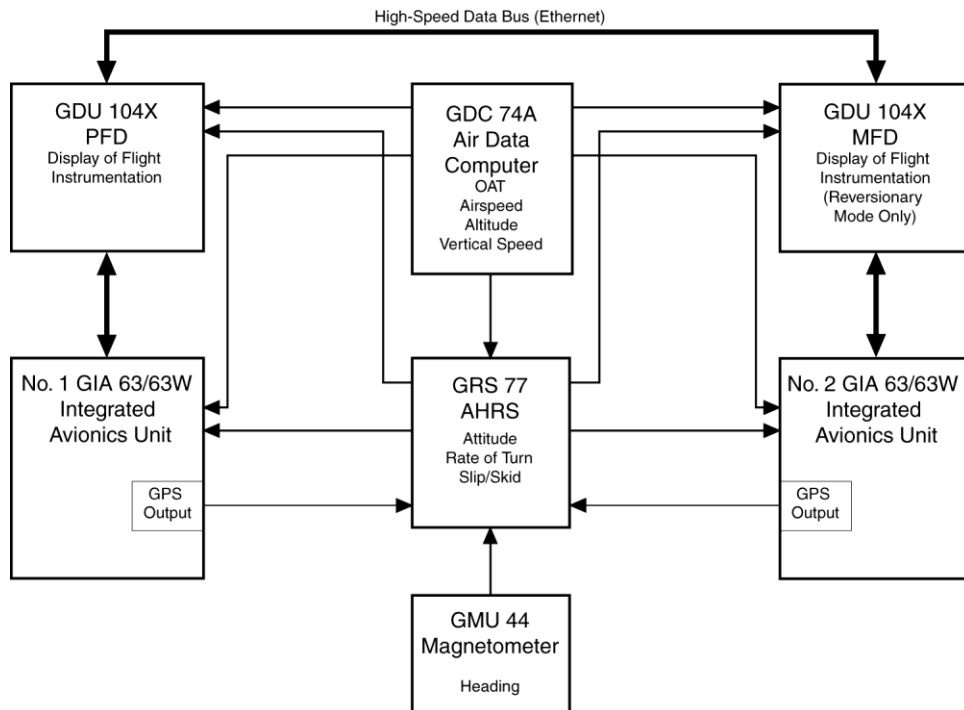 High-Speed Data Bus (Ethernet)
GDU 104X
PFD
Display of Flight
Instrumentation
GDC 74A
Air Data
Computer
OAT
Airspeed
Altitude
Vertical Speed
GDU 104X
MFD
Display of Flight
Instrumentation
(Reversionary
Mode Only)
No. 1 GIA 63/63W
Integrated
Avionics Unit
GPS
Output
GRS 77
AHRS
Attitude
Rate of Turn
Slip/Skid
No. 2 GIA 63/63W
Integrated
Avionics Unit
GPS
Output
GMU 44
Magnetometer
Heading